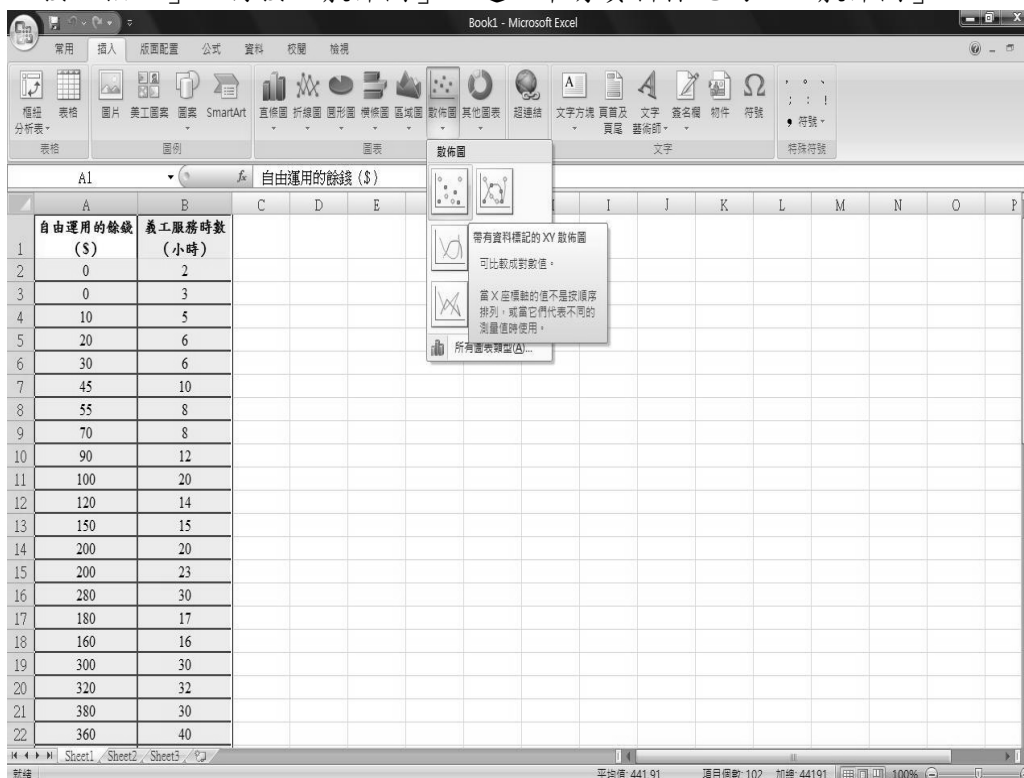 Book1 - Microsoft Excel
常用 插入 版面配置 公式 資料 校閱 檢視
樞紐分析表 表格 圖片 美工圖案 圖案 SmartArt 直條圖 折線圖 圓形圖 橫條圖 區域圖 散佈圖 其他圖表 超連結 文字方塊 頁首及頁尾 文字藝術師 簽名欄 物件 符號 符號
表格 圖例 圖表 文字 特殊符號
散佈圖
A1 fx 自由運用的餘錢 ($)
A B C D E I J K L M N O P
帶有資料標記的 XY 散佈圖
可比較成對數值。
當 X 座標軸的值不是按順序
排列，或當它們代表不同的
測量值時使用。
所有圖表類型(A)...
1 自由運用的餘錢 ($) 義工服務時數 (小時)
2 0 2
3 0 3
4 10 5
5 20 6
6 30 6
7 45 10
8 55 8
9 70 8
10 90 12
11 100 20
12 120 14
13 150 15
14 200 20
15 200 23
16 280 30
17 180 17
18 160 16
19 300 30
20 320 32
21 380 30
22 360 40
Sheet1 Sheet2 Sheet3
就緒 平均值: 441.91 項目個數: 102 加總: 44191 100%